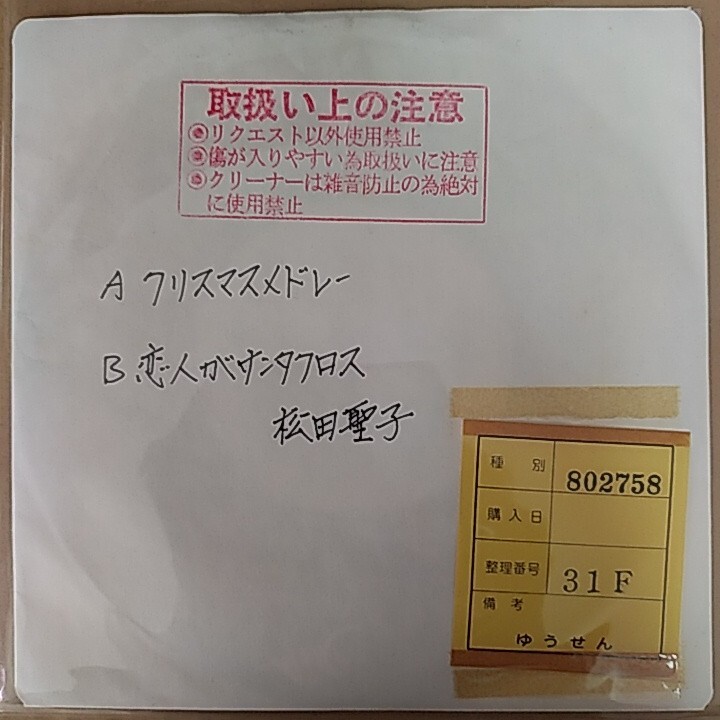 取扱い上の注意
◉リクエスト以外使用禁止
◉傷が入りやすい為取扱いに注意
◉クリーナーは雑音防止の為絶対
に使用禁止
A クリスマスメドレー
B 恋人がサンタクロス
松田聖子
種別 802758
購入日
整理番号 31F
備考
ゆうせん